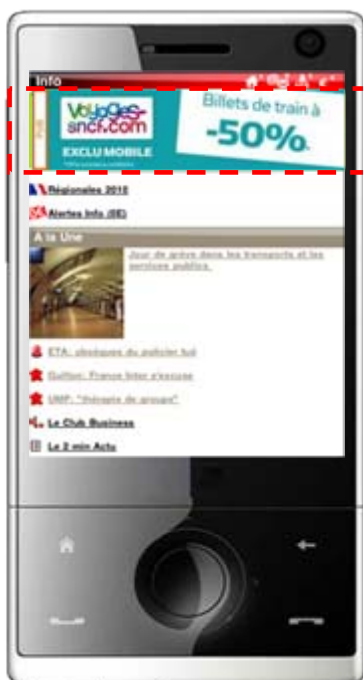 Info
Pub
Voyages-
sncf.com
EXCLU MOBILE
Billets de train à
-50%
Régionales 2010
Alertes Info (0€)
A la Une
Jour de grève dans les transports et les
services publics.
ETA: obsèques du policier tué
Guillon: France Inter s'excuse
UMP: "thérapie de groupe"
Le Club Business
Le 2 min Actu